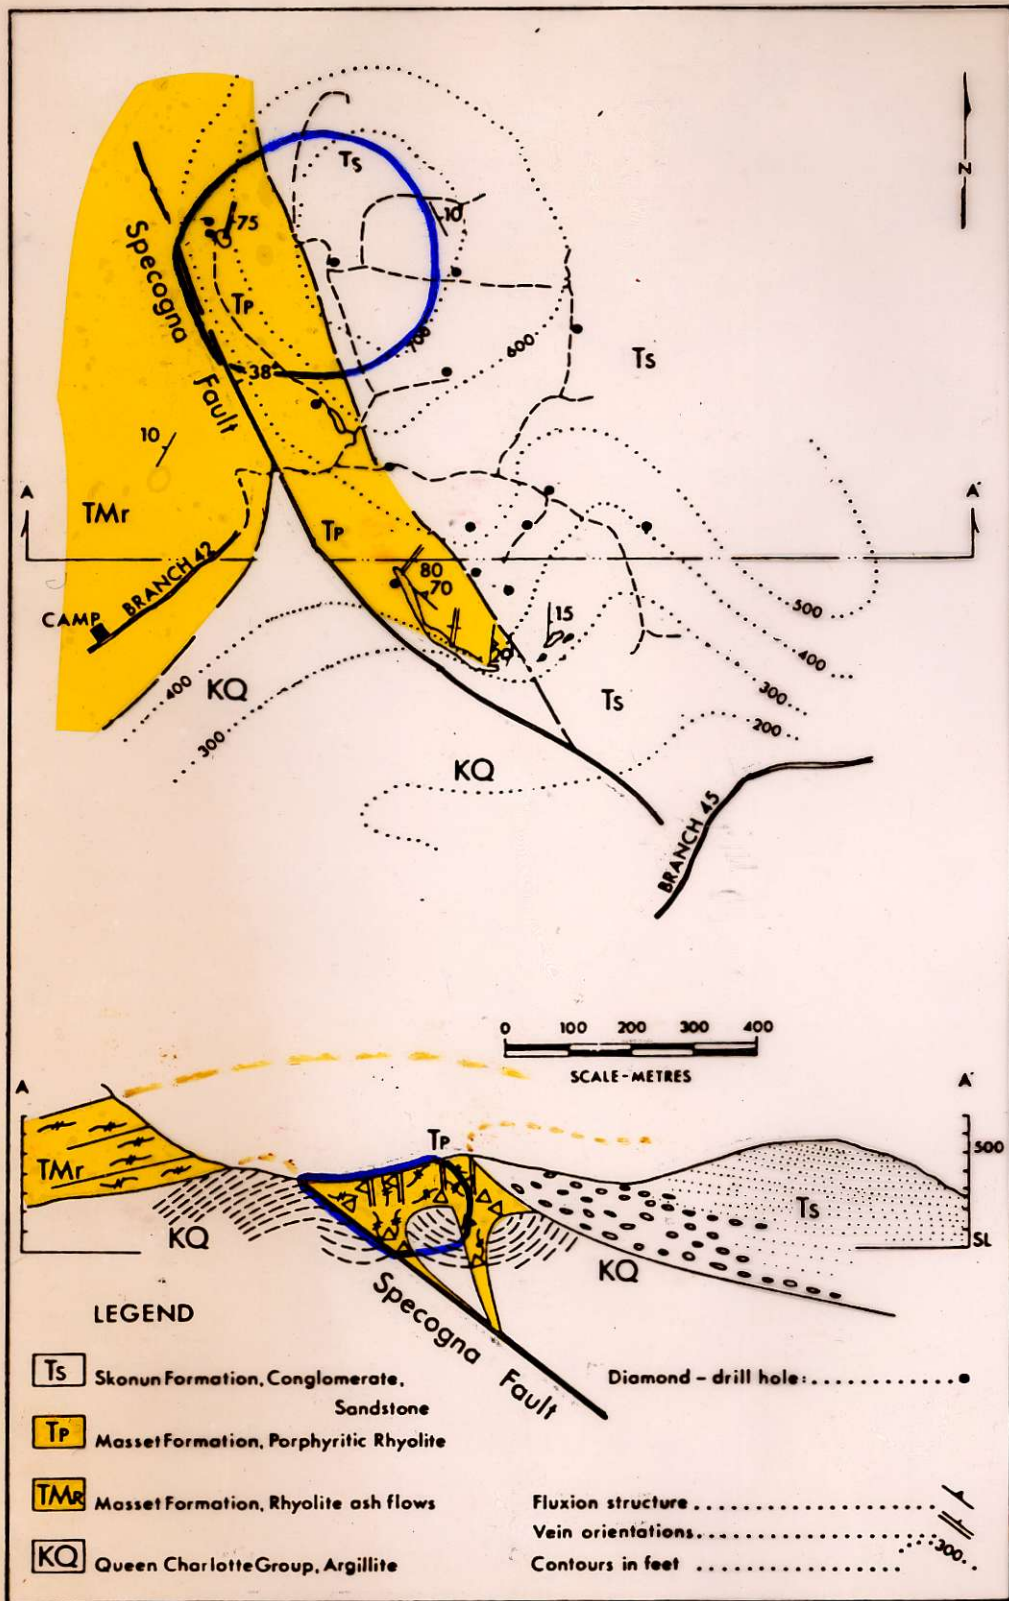 Ts
N
75
10
Specogna Fault
Tp
700
600
Ts
38
10
A
A'
TMr
Tp
BRANCH 42
80
70
CAMP
15
500
400
KQ
400
Ts
300
300
200
KQ
BRANCH 45
0 100 200 300 400
SCALE-METRES
A
A'
Tp
500
TMr
Ts
KQ
SL
KQ
Specogna Fault
LEGEND
Ts Skonun Formation, Conglomerate,
Sandstone
Diamond - drill hole:
Tp Masset Formation, Porphyritic Rhyolite
TMR Masset Formation, Rhyolite ash flows
Fluxion structure
Vein orientations
KQ Queen Charlotte Group, Argillite
Contours in feet 300